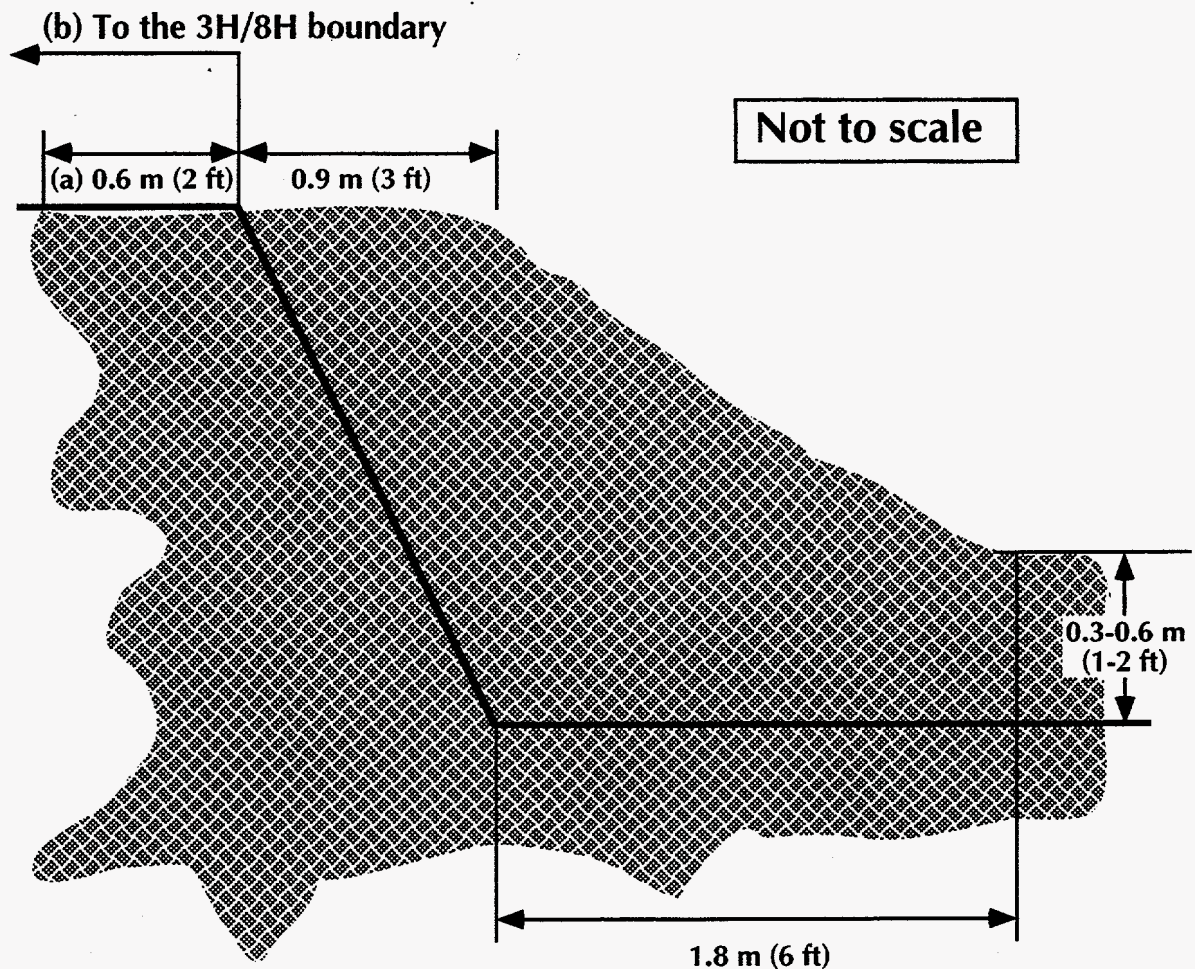 (b) To the 3H/8H boundary
Not to scale
(a) 0.6 m (2 ft)
0.9 m (3 ft)
0.3-0.6 m
(1-2 ft)
1.8 m (6 ft)